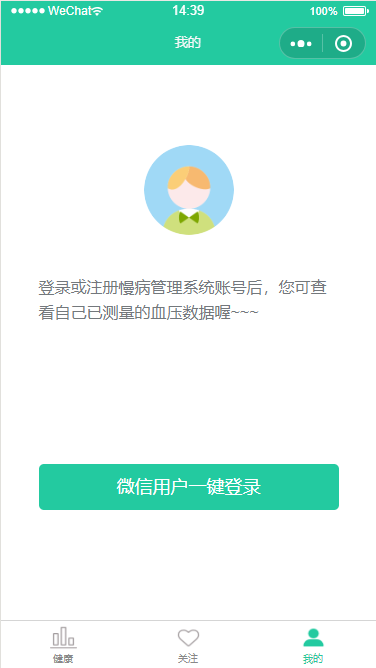 ●●●●● WeChat 14:39 100%
我的
登录或注册慢病管理系统账号后，您可查
看自己已测量的血压数据喔~~~
微信用户一键登录
健康 关注 我的